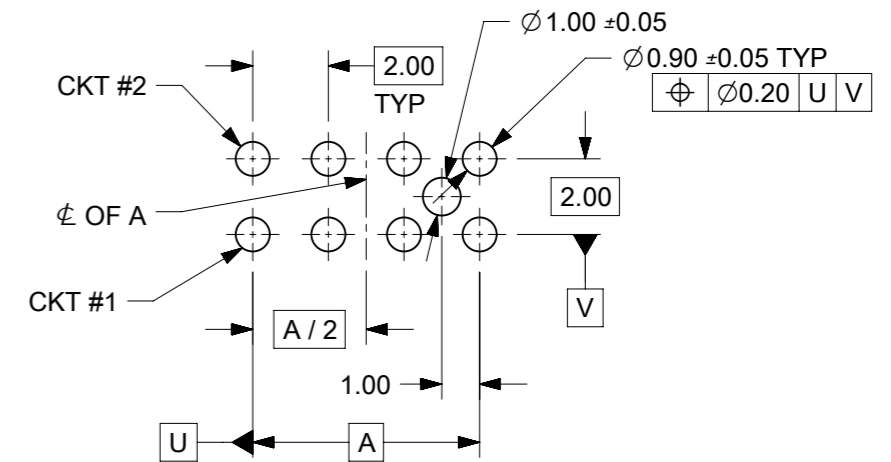 ⌀1.00 ±0.05
⌀0.90 ±0.05 TYP
⌖ ⌀0.20 U V
2.00
TYP
CKT #2
2.00
℄ OF A
CKT #1
V
A / 2
1.00
U
A